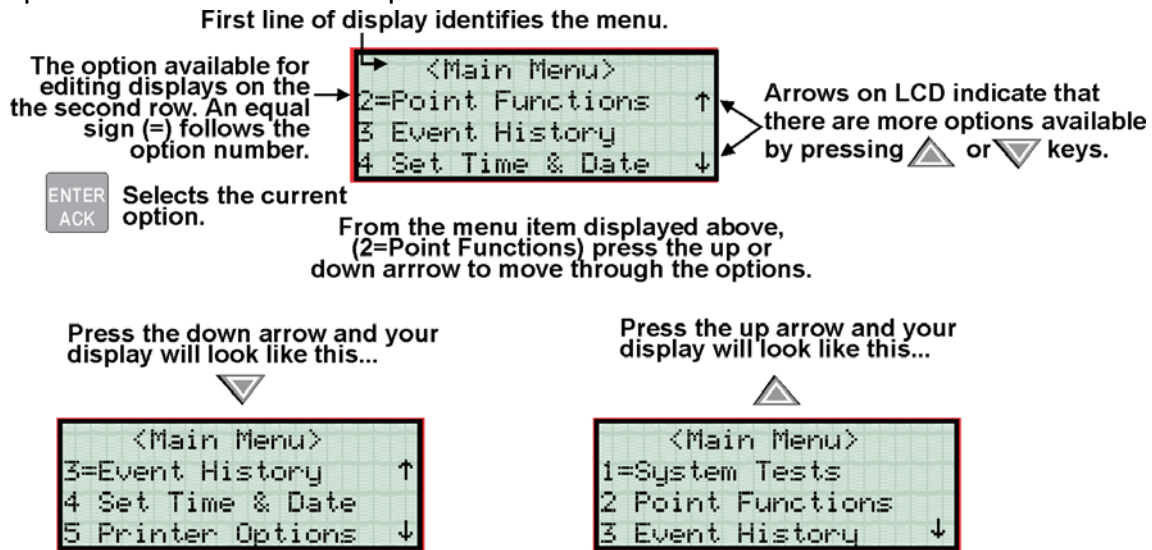 First line of display identifies the menu.
The option available for
editing displays on the
the second row. An equal
sign (=) follows the
option number.
<Main Menu>
2=Point Functions ↑
3 Event History
4 Set Time & Date ↓
Arrows on LCD indicate that
there are more options available
by pressing or keys.
ENTER
ACK
Selects the current
option.
From the menu item displayed above,
(2=Point Functions) press the up or
down arrrow to move through the options.
Press the down arrow and your
display will look like this...
<Main Menu>
3=Event History ↑
4 Set Time & Date
5 Printer Options ↓
Press the up arrow and your
display will look like this...
<Main Menu>
1=System Tests
2 Point Functions
3 Event History ↓